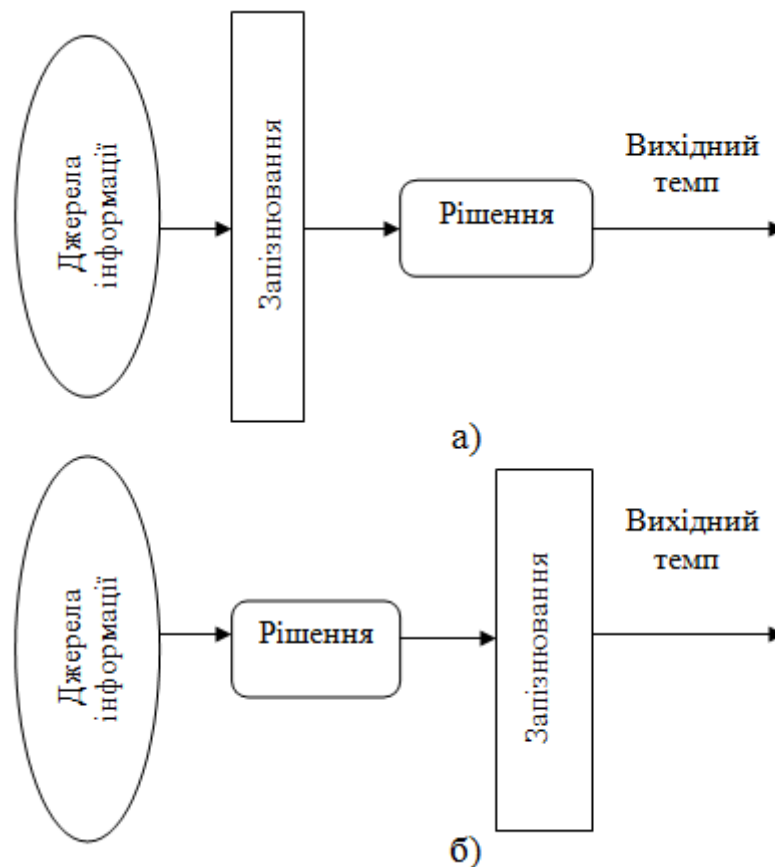 Джерела
інформації
Запізнювання
Рішення
Вихідний
темп
а)
Джерела
інформації
Рішення
Запізнювання
Вихідний
темп
б)